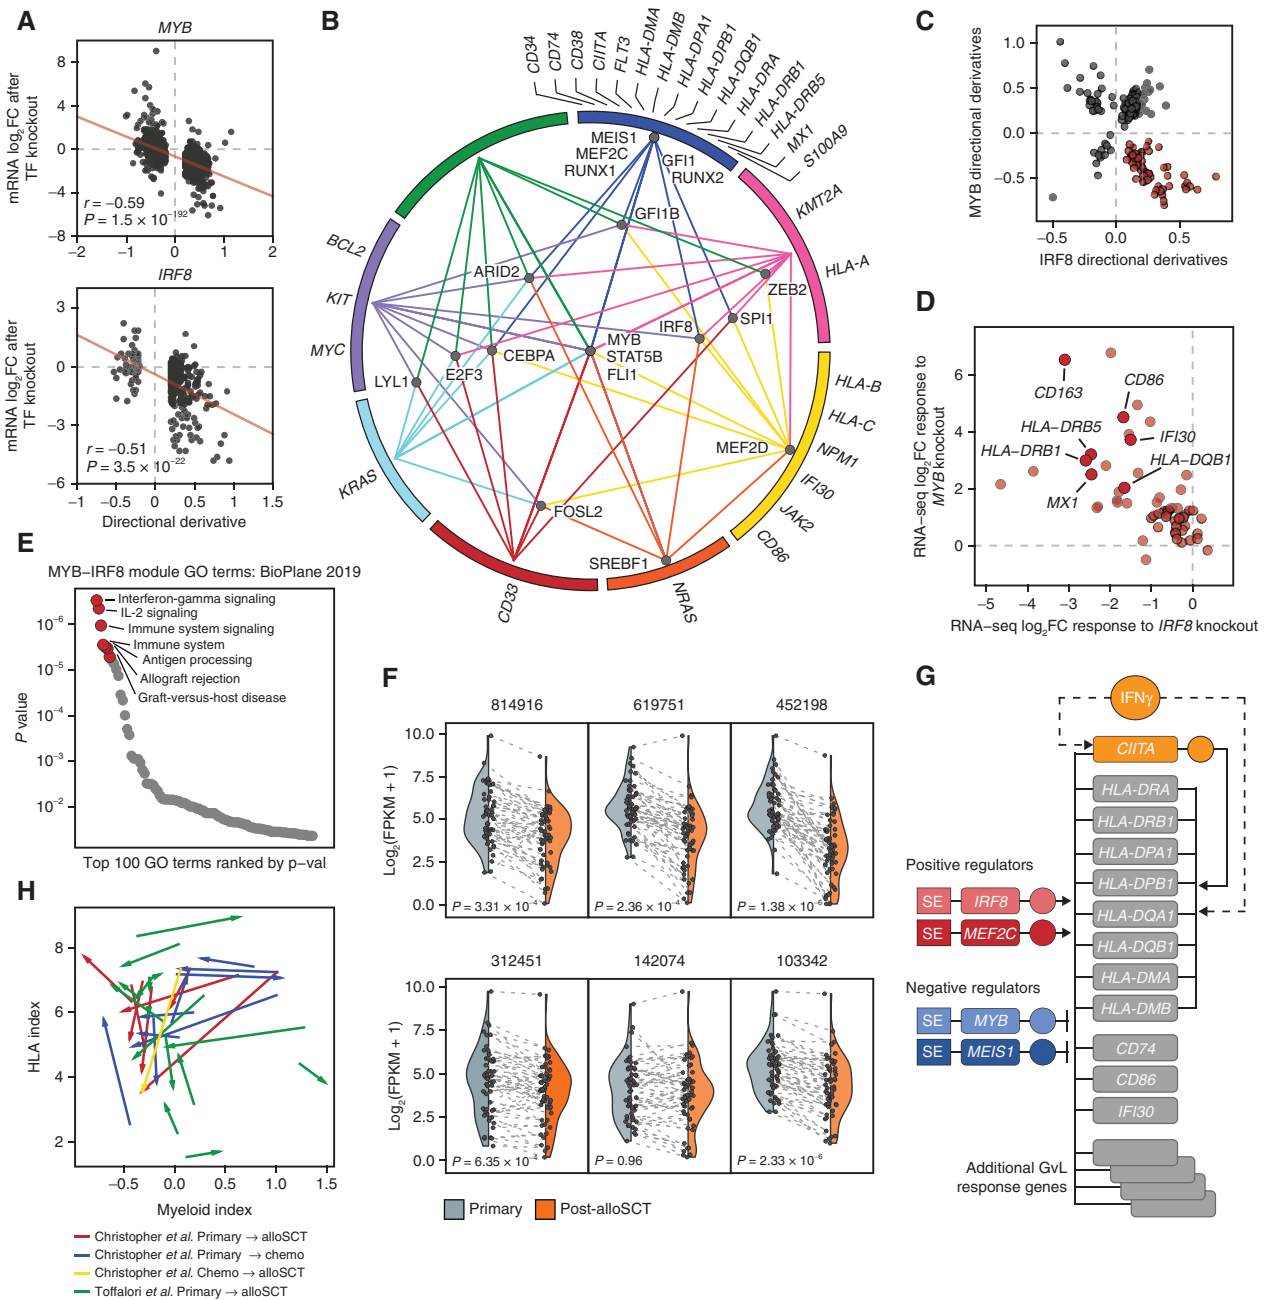 A
MYB
mRNA log2FC after
TF knockout
8
4
0
−4
−8
r = −0.59
P = 1.5 × 10−192
−2
−1
0
1
2
IRF8
mRNA log2FC after
TF knockout
3
0
−3
−6
r = −0.51
P = 3.5 × 10−22
−1
−0.5
0
0.5
1
1.5
Directional derivative
B
CD34
CD74
CD38
CIITA
FLT3
HLA-DMA
HLA-DMB
HLA-DPA1
HLA-DPB1
HLA-DQB1
HLA-DRA
HLA-DRB1
HLA-DRB5
MX1
S100A9
KMT2A
HLA-A
HLA-B
HLA-C
NPM1
IFI30
JAK2
CD86
NRAS
CD33
KRAS
MYC
KIT
BCL2
MEIS1
MEF2C
RUNX1
GFI1
RUNX2
GFI1B
ARID2
ZEB2
SPI1
IRF8
MYB
STAT5B
FLI1
CEBPA
E2F3
LYL1
MEF2D
FOSL2
SREBF1
C
MYB directional derivatives
1.0
0.5
0.0
−0.5
−0.5
0.0
0.5
IRF8 directional derivatives
D
RNA−seq log2FC response to
MYB knockout
6
4
2
0
CD163
CD86
HLA−DRB5
IFI30
HLA−DRB1
HLA−DQB1
MX1
−5
−4
−3
−2
−1
0
RNA−seq log2FC response to IRF8 knockout
E
MYB−IRF8 module GO terms: BioPlane 2019
P value
10−6
10−5
10−4
10−3
10−2
Interferon-gamma signaling
IL-2 signaling
Immune system signaling
Immune system
Antigen processing
Allograft rejection
Graft-versus-host disease
Top 100 GO terms ranked by p−val
F
814916
619751
452198
Log2(FPKM + 1)
10.0
7.5
5.0
2.5
0.0
P = 3.31 × 10−4
P = 2.36 × 10−4
P = 1.38 × 10−6
312451
142074
103342
Log2(FPKM + 1)
10.0
7.5
5.0
2.5
0.0
P = 6.35 × 10−4
P = 0.96
P = 2.33 × 10−6
Primary
Post-alloSCT
G
IFNγ
CIITA
HLA-DRA
HLA-DRB1
HLA-DPA1
HLA-DPB1
HLA-DQA1
HLA-DQB1
HLA-DMA
HLA-DMB
CD74
CD86
IFI30
Positive regulators
SE
IRF8
SE
MEF2C
Negative regulators
SE
MYB
SE
MEIS1
Additional GvL
response genes
H
HLA index
8
6
4
2
−0.5
0.0
0.5
1.0
1.5
Myeloid index
Christopher et al. Primary → alloSCT
Christopher et al. Primary → chemo
Christopher et al. Chemo → alloSCT
Toffalori et al. Primary → alloSCT